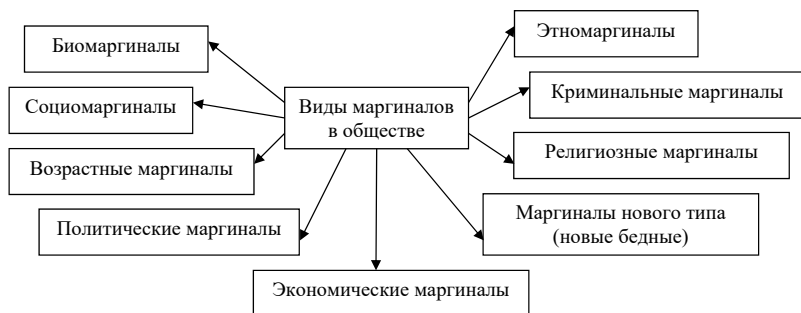 Этномаргиналы
Биомаргиналы
Криминальные маргиналы
Социомаргиналы
Виды маргиналов
в обществе
Возрастные маргиналы
Религиозные маргиналы
Политические маргиналы
Маргиналы нового типа
(новые бедные)
Экономические маргиналы